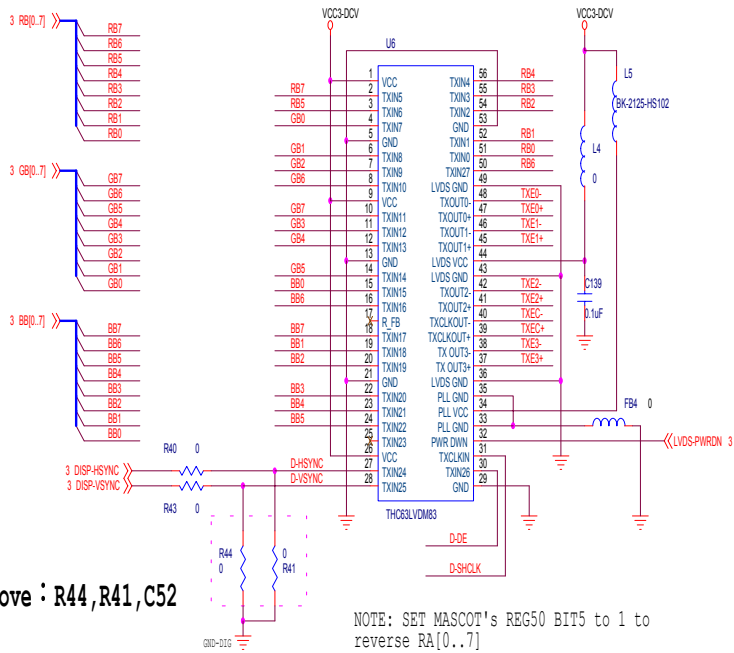 VCC3-DCV
VCC3-DCV
3 RB[0..7]
RB7
RB6
RB5
RB4
RB3
RB2
RB1
RB0
3 GB[0..7]
GB7
GB6
GB5
GB4
GB3
GB2
GB1
GB0
3 BB[0..7]
BB7
BB6
BB5
BB4
BB3
BB2
BB1
BB0
U6
1 VCC
RB7 2 TXIN5
RB5 3 TXIN6
GB0 4 TXIN7
5 GND
GB1 6 TXIN8
GB2 7 TXIN9
GB6 8 TXIN10
9 VCC
GB7 10 TXIN11
GB3 11 TXIN12
GB4 12 TXIN13
13 GND
GB5 14 TXIN14
BB0 15 TXIN15
BB6 16 TXIN16
17 R_FB
BB7 18 TXIN17
BB1 19 TXIN18
BB2 20 TXIN19
21 GND
BB3 22 TXIN20
BB4 23 TXIN21
BB5 24 TXIN22
25 TXIN23
26 VCC
D-HSYNC 27 TXIN24
D-VSYNC 28 TXIN25
TXIN4 56 RB4
TXIN3 55 RB3
TXIN2 54 RB2
GND 53
TXIN1 52 RB1
TXIN0 51 RB0
TXIN27 50 RB6
LVDS GND 49
TXOUT0- 48 TXE0-
TXOUT0+ 47 TXE0+
TXOUT1- 46 TXE1-
TXOUT1+ 45 TXE1+
LVDS VCC 44
LVDS GND 43
TXOUT2- 42 TXE2-
TXOUT2+ 41 TXE2+
TXCLKOUT- 40 TXEC-
TXCLKOUT+ 39 TXEC+
TX OUT3- 38 TXE3-
TX OUT3+ 37 TXE3+
LVDS GND 36
PLL GND 35
PLL VCC 34
PLL GND 33
PWR DWN 32
TXCLKIN 31
TXIN26 30
GND 29
THC63LVDM83
L5
BK-2125-HS102
L4
0
C139
0.1uF
FB4 0
LVDS-PWRDN 3
R40 0
3 DISP-HSYNC
3 DISP-VSYNC
R43 0
R44
0
0
R41
D-DE
D-SHCLK
GND-DIG
ove：R44,R41,C52
NOTE: SET MASCOT's REG50 BIT5 to 1 to
reverse RA[0..7]